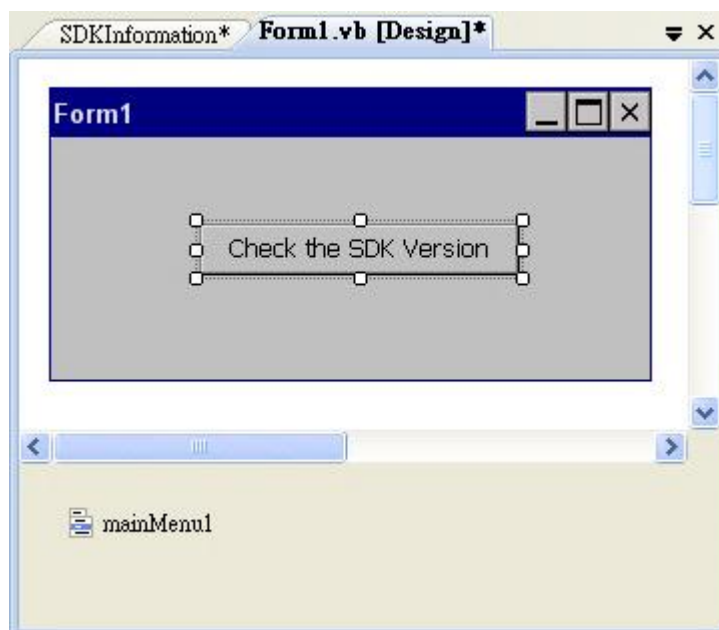 SDKInformation* Form1.vb [Design]*
Form1
Check the SDK Version
mainMenu1